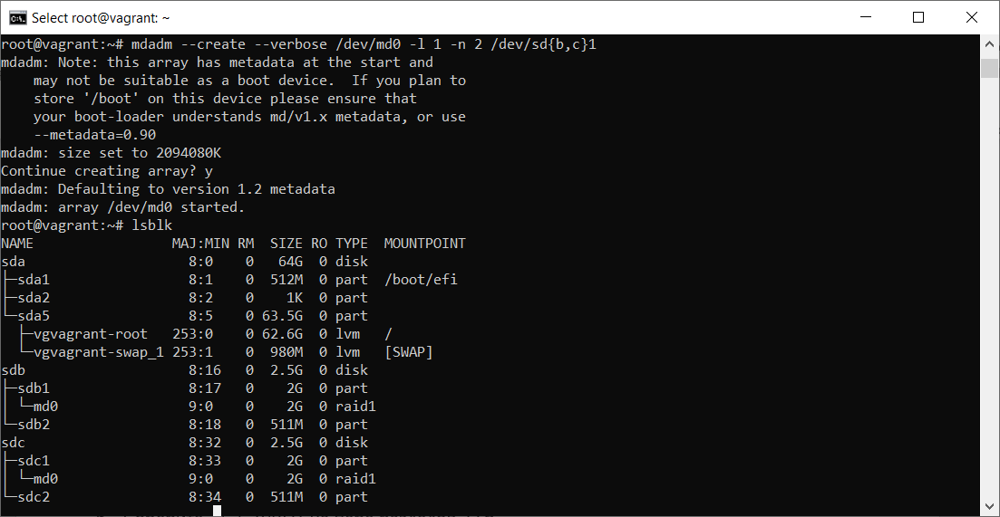 Select root@vagrant: ~
root@vagrant:~# mdadm --create --verbose /dev/md0 -l 1 -n 2 /dev/sd{b,c}1
mdadm: Note: this array has metadata at the start and
    may not be suitable as a boot device.  If you plan to
    store '/boot' on this device please ensure that
    your boot-loader understands md/v1.x metadata, or use
    --metadata=0.90
mdadm: size set to 2094080K
Continue creating array? y
mdadm: Defaulting to version 1.2 metadata
mdadm: array /dev/md0 started.
root@vagrant:~# lsblk
NAME                 MAJ:MIN RM  SIZE RO TYPE  MOUNTPOINT
sda                    8:0    0   64G  0 disk
├─sda1                 8:1    0  512M  0 part  /boot/efi
├─sda2                 8:2    0    1K  0 part
└─sda5                 8:5    0 63.5G  0 part
  ├─vgvagrant-root   253:0    0 62.6G  0 lvm   /
  └─vgvagrant-swap_1 253:1    0  980M  0 lvm   [SWAP]
sdb                    8:16   0  2.5G  0 disk
├─sdb1                 8:17   0    2G  0 part
│ └─md0                9:0    0    2G  0 raid1
└─sdb2                 8:18   0  511M  0 part
sdc                    8:32   0  2.5G  0 disk
├─sdc1                 8:33   0    2G  0 part
│ └─md0                9:0    0    2G  0 raid1
└─sdc2                 8:34   0  511M  0 part